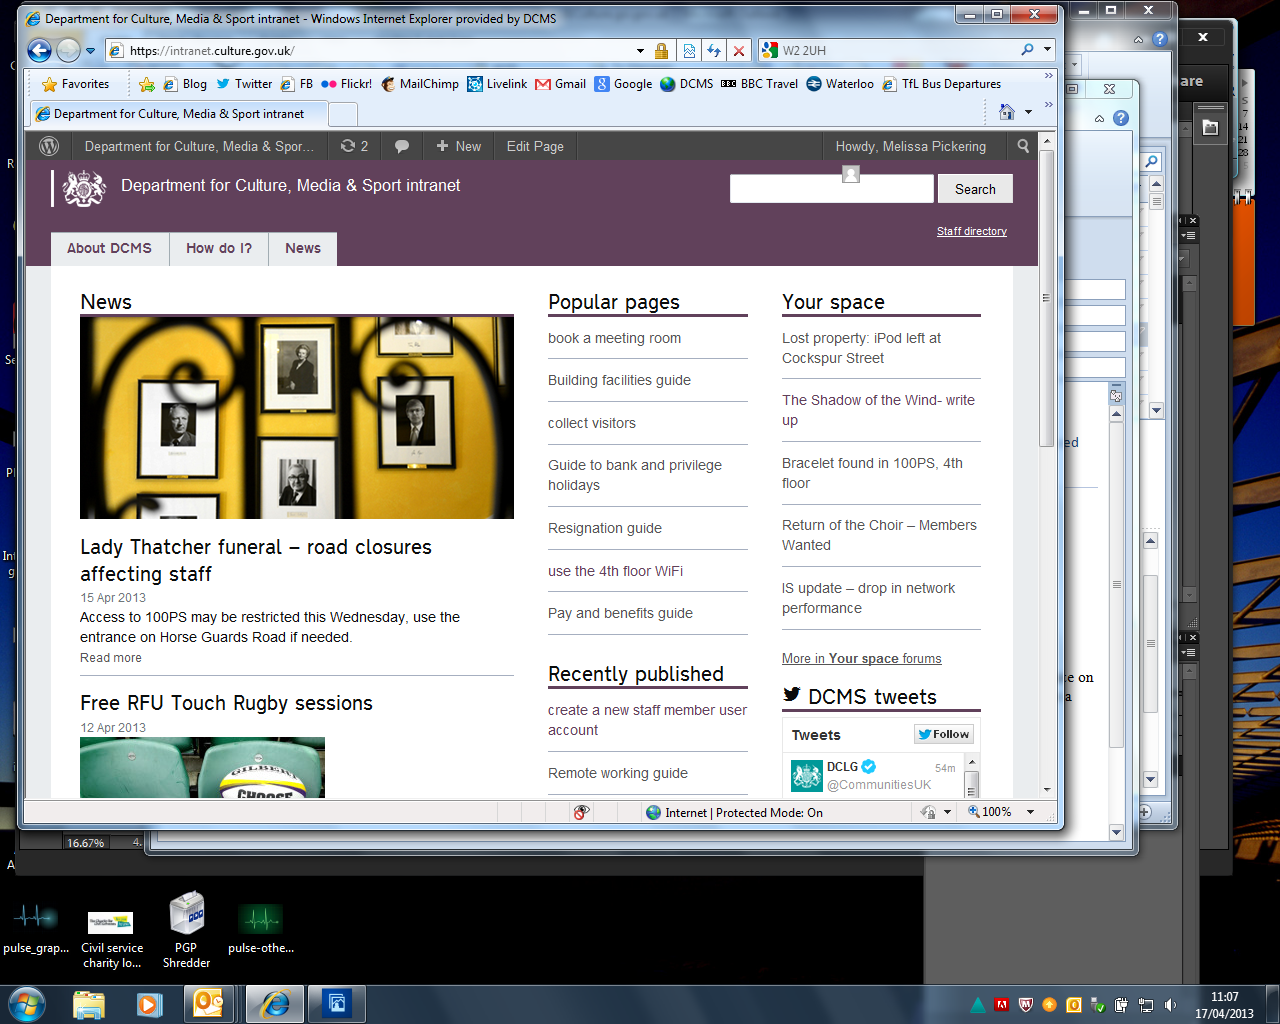 Department for Culture, Media & Sport intranet - Windows Internet Explorer provided by DCMS
https://intranet.culture.gov.uk/
W2 2UH
Favorites
Blog
Twitter
FB
Flickr!
MailChimp
Livelink
Gmail
Google
DCMS
BBC Travel
Waterloo
TfL Bus Departures
Department for Culture, Media & Sport intranet
Department for Culture, Media & Spor...
2
New
Edit Page
Howdy, Melissa Pickering
Department for Culture, Media & Sport intranet
Search
Staff directory
About DCMS
How do I?
News
News
Lady Thatcher funeral – road closures
affecting staff
15 Apr 2013
Access to 100PS may be restricted this Wednesday, use the
entrance on Horse Guards Road if needed.
Read more
Free RFU Touch Rugby sessions
12 Apr 2013
GILBERT
CHOOSE
Popular pages
book a meeting room
Building facilities guide
collect visitors
Guide to bank and privilege
holidays
Resignation guide
use the 4th floor WiFi
Pay and benefits guide
Recently published
create a new staff member user
account
Remote working guide
Your space
Lost property: iPod left at
Cockspur Street
The Shadow of the Wind- write
up
Bracelet found in 100PS, 4th
floor
Return of the Choir – Members
Wanted
IS update – drop in network
performance
More in Your space forums
DCMS tweets
Tweets
Follow
DCLG
54m
@CommunitiesUK
Internet | Protected Mode: On
100%
are
S
7
14
21
28
ed
te on
a
16.67%
4.
pulse_grap...
Civil service
charity lo...
PGP
Shredder
pulse-othe...
11:07
17/04/2013